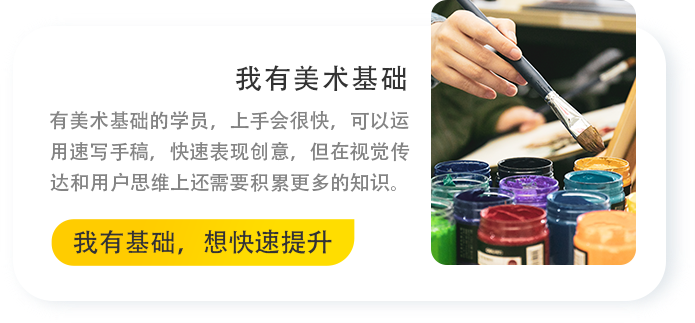 我有美术基础
有美术基础的学员，上手会很快，可以运
用速写手稿，快速表现创意，但在视觉传
达和用户思维上还需要积累更多的知识。
我有基础，想快速提升